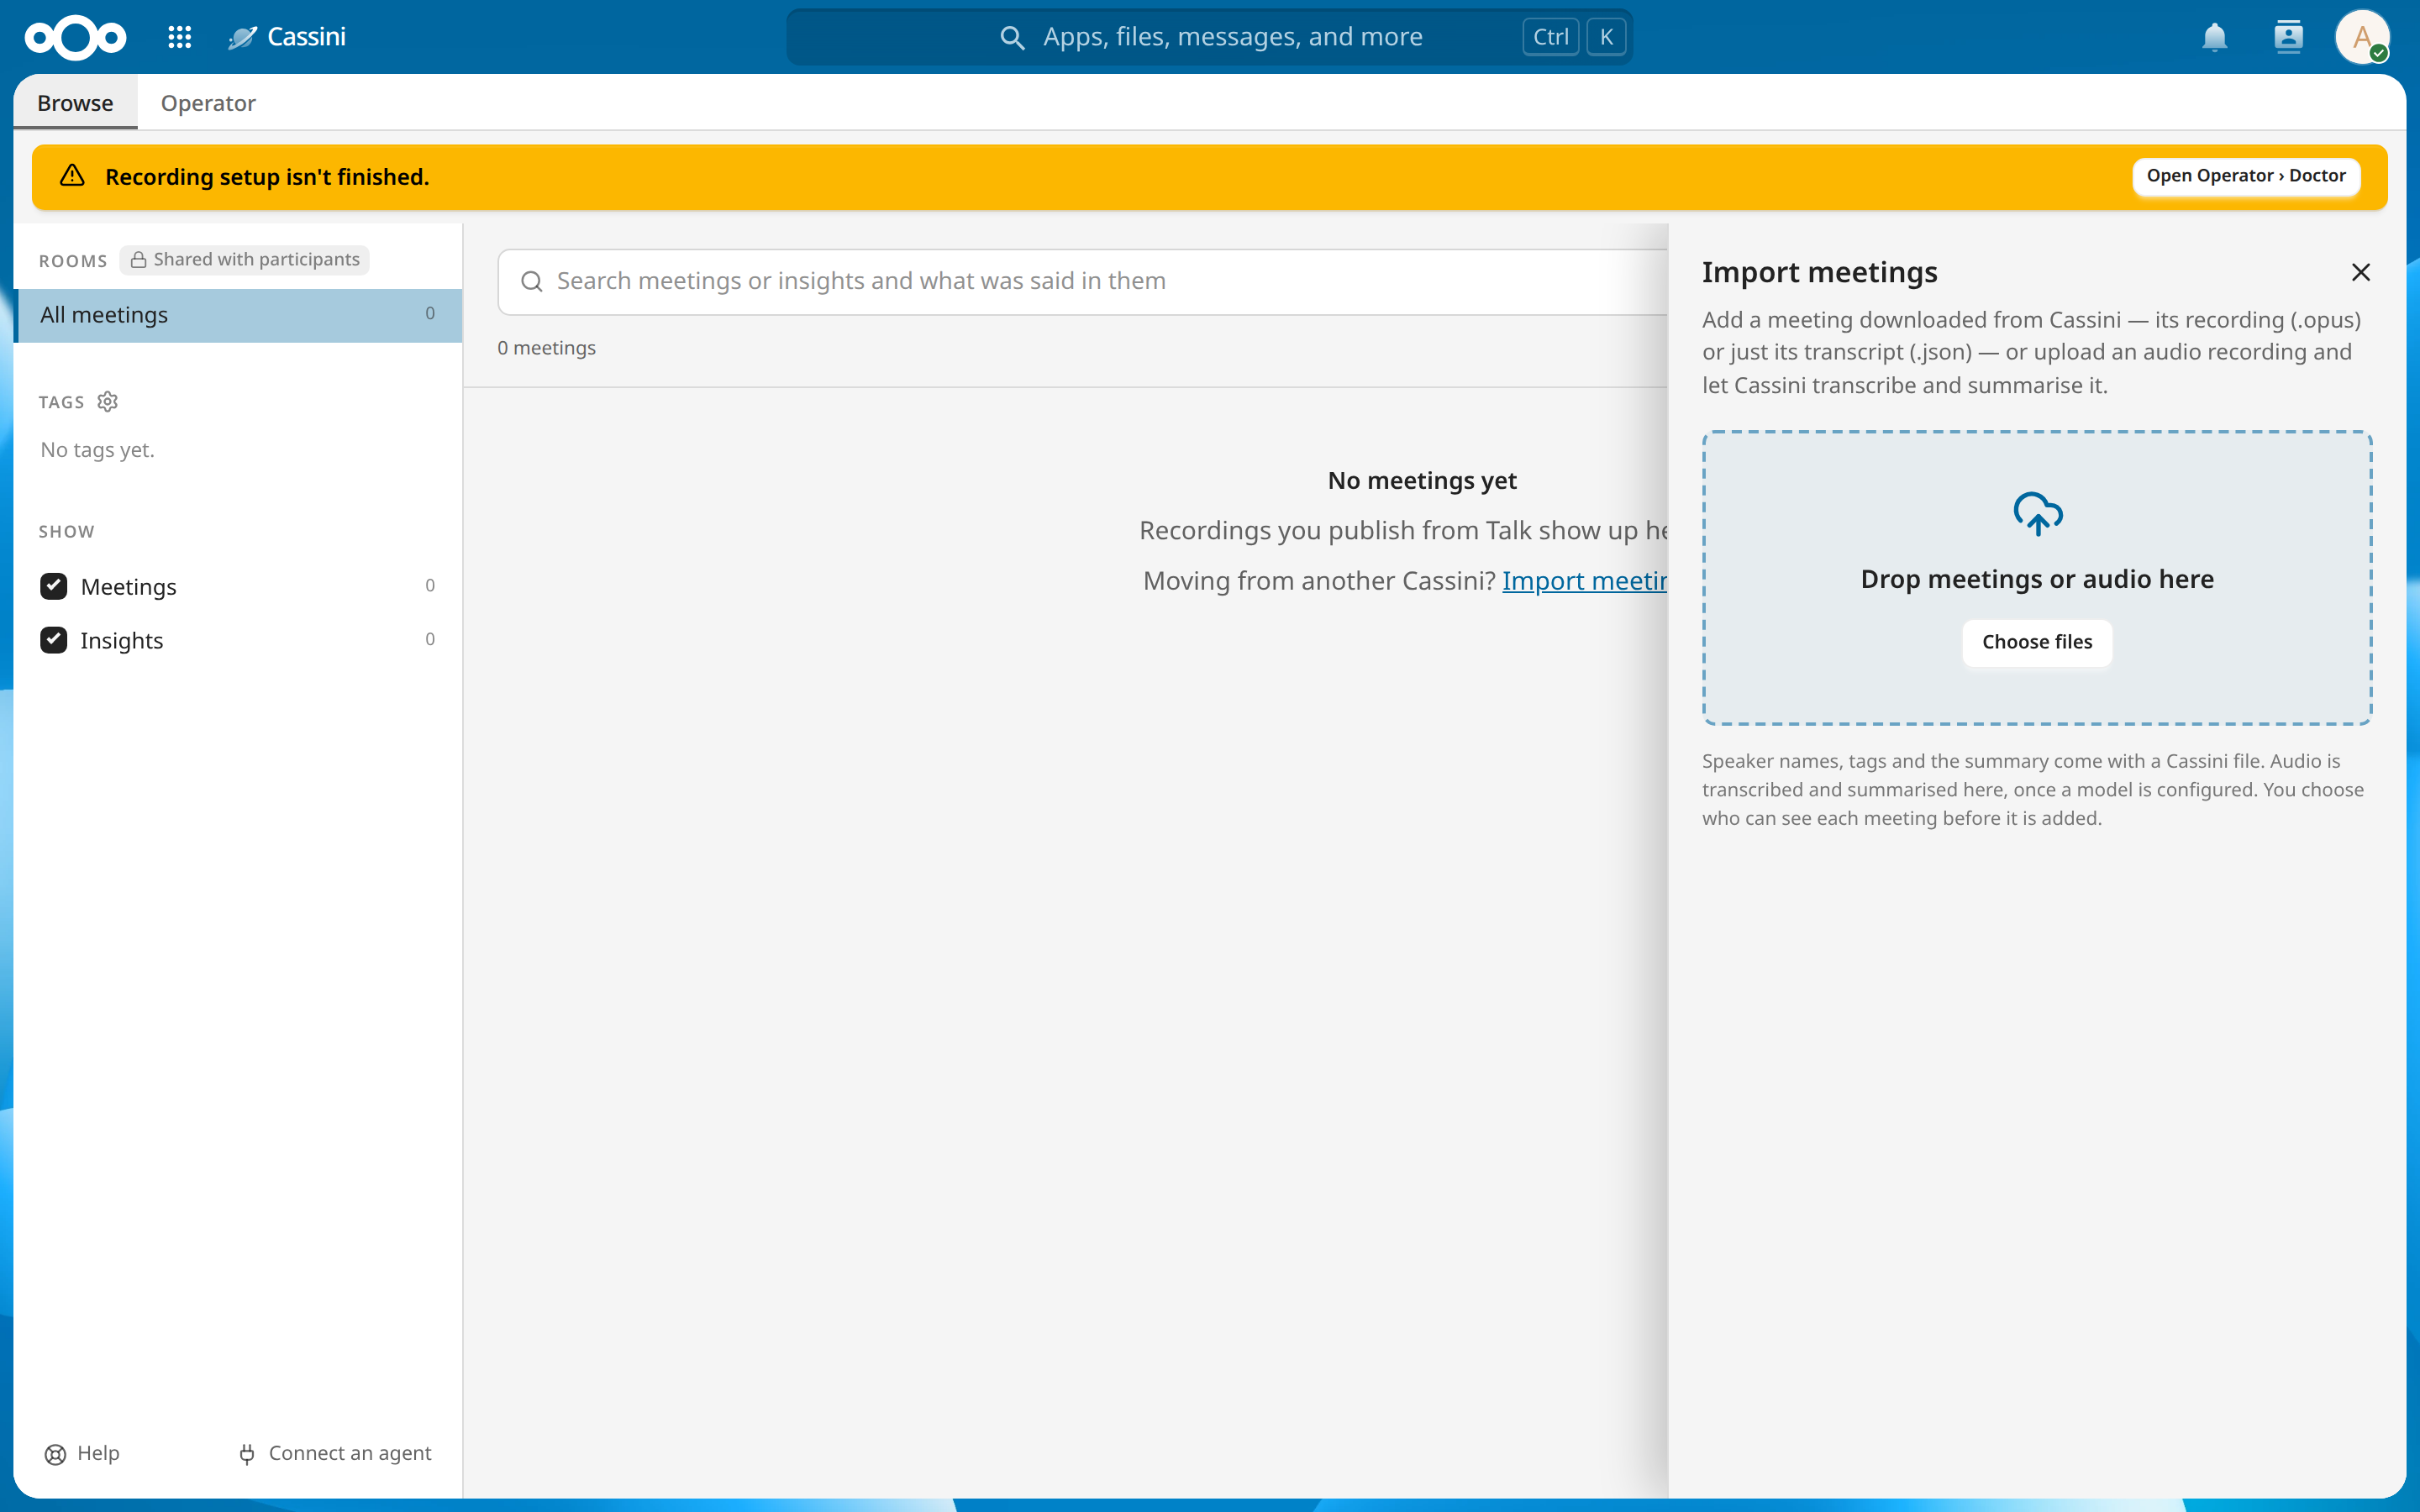 Cassini
Apps, files, messages, and more
Ctrl K
A
Browse
Operator
Recording setup isn't finished.
Open Operator › Doctor
ROOMS
Shared with participants
All meetings 0
TAGS
No tags yet.
SHOW
Meetings 0
Insights 0
Help
Connect an agent
Search meetings or insights and what was said in them
0 meetings
No meetings yet
Recordings you publish from Talk show up he
Moving from another Cassini? Import meetin
Import meetings
Add a meeting downloaded from Cassini — its recording (.opus)
or just its transcript (.json) — or upload an audio recording and
let Cassini transcribe and summarise it.
Drop meetings or audio here
Choose files
Speaker names, tags and the summary come with a Cassini file. Audio is
transcribed and summarised here, once a model is configured. You choose
who can see each meeting before it is added.